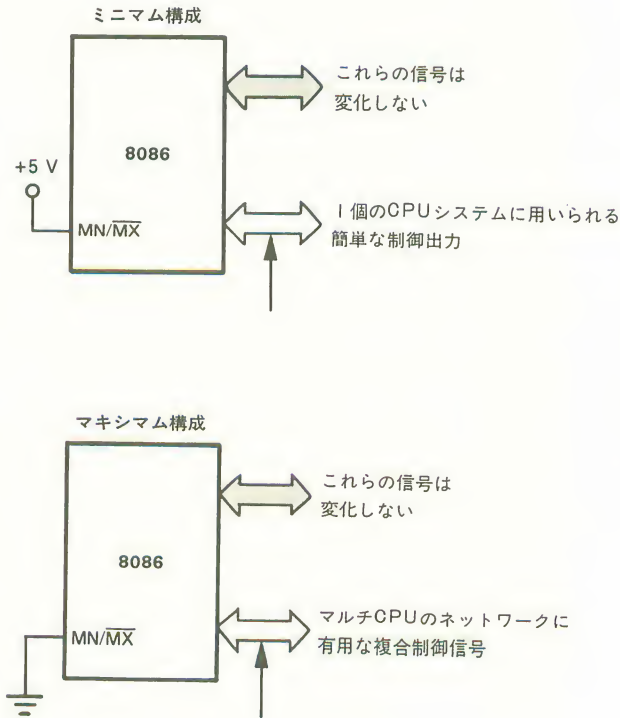 ミニマム構成
これらの信号は
変化しない
8086
+5 V
MN/M̅X̅
1個のCPUシステムに用いられる
簡単な制御出力
マキシマム構成
これらの信号は
変化しない
8086
MN/M̅X̅
マルチCPUのネットワークに
有用な複合制御信号